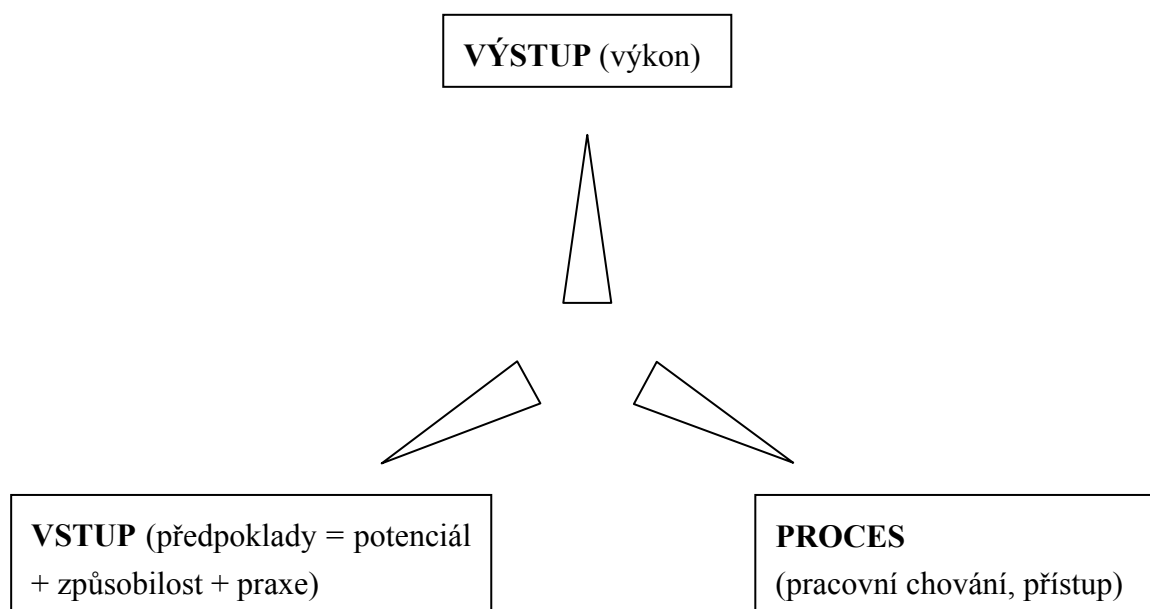 VÝSTUP (výkon)
VSTUP (předpoklady = potenciál
+ způsobilost + praxe)
PROCES
(pracovní chování, přístup)